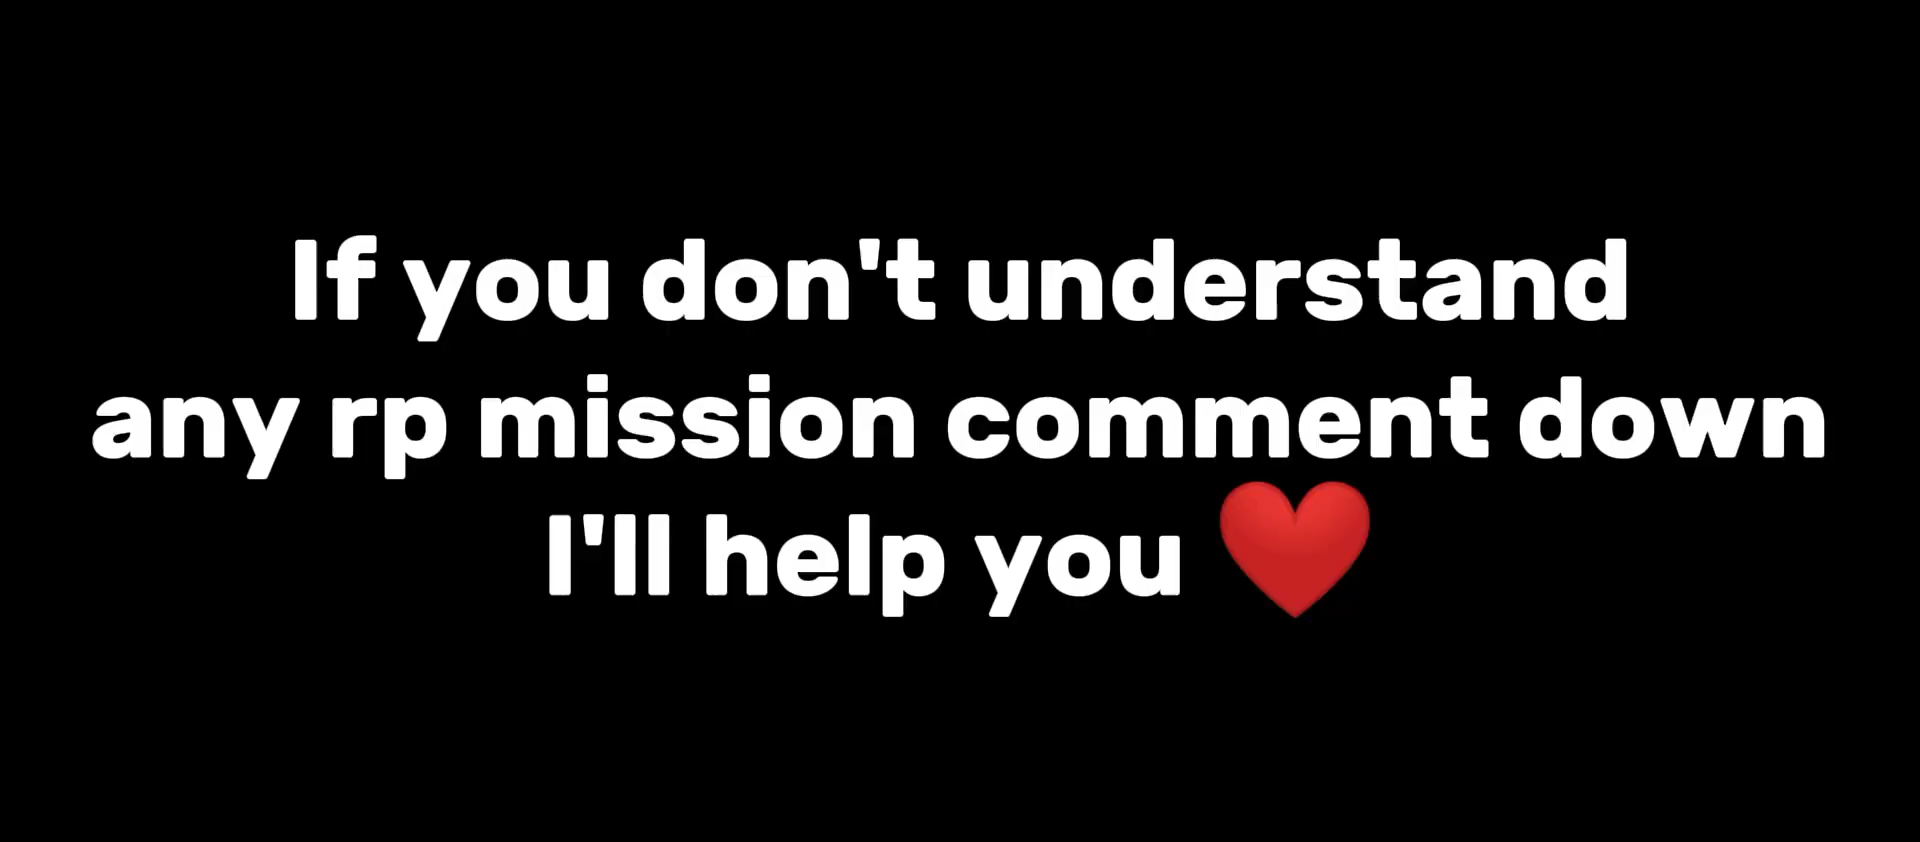 If you don't understand
any rp mission comment down
I'll help you ❤️